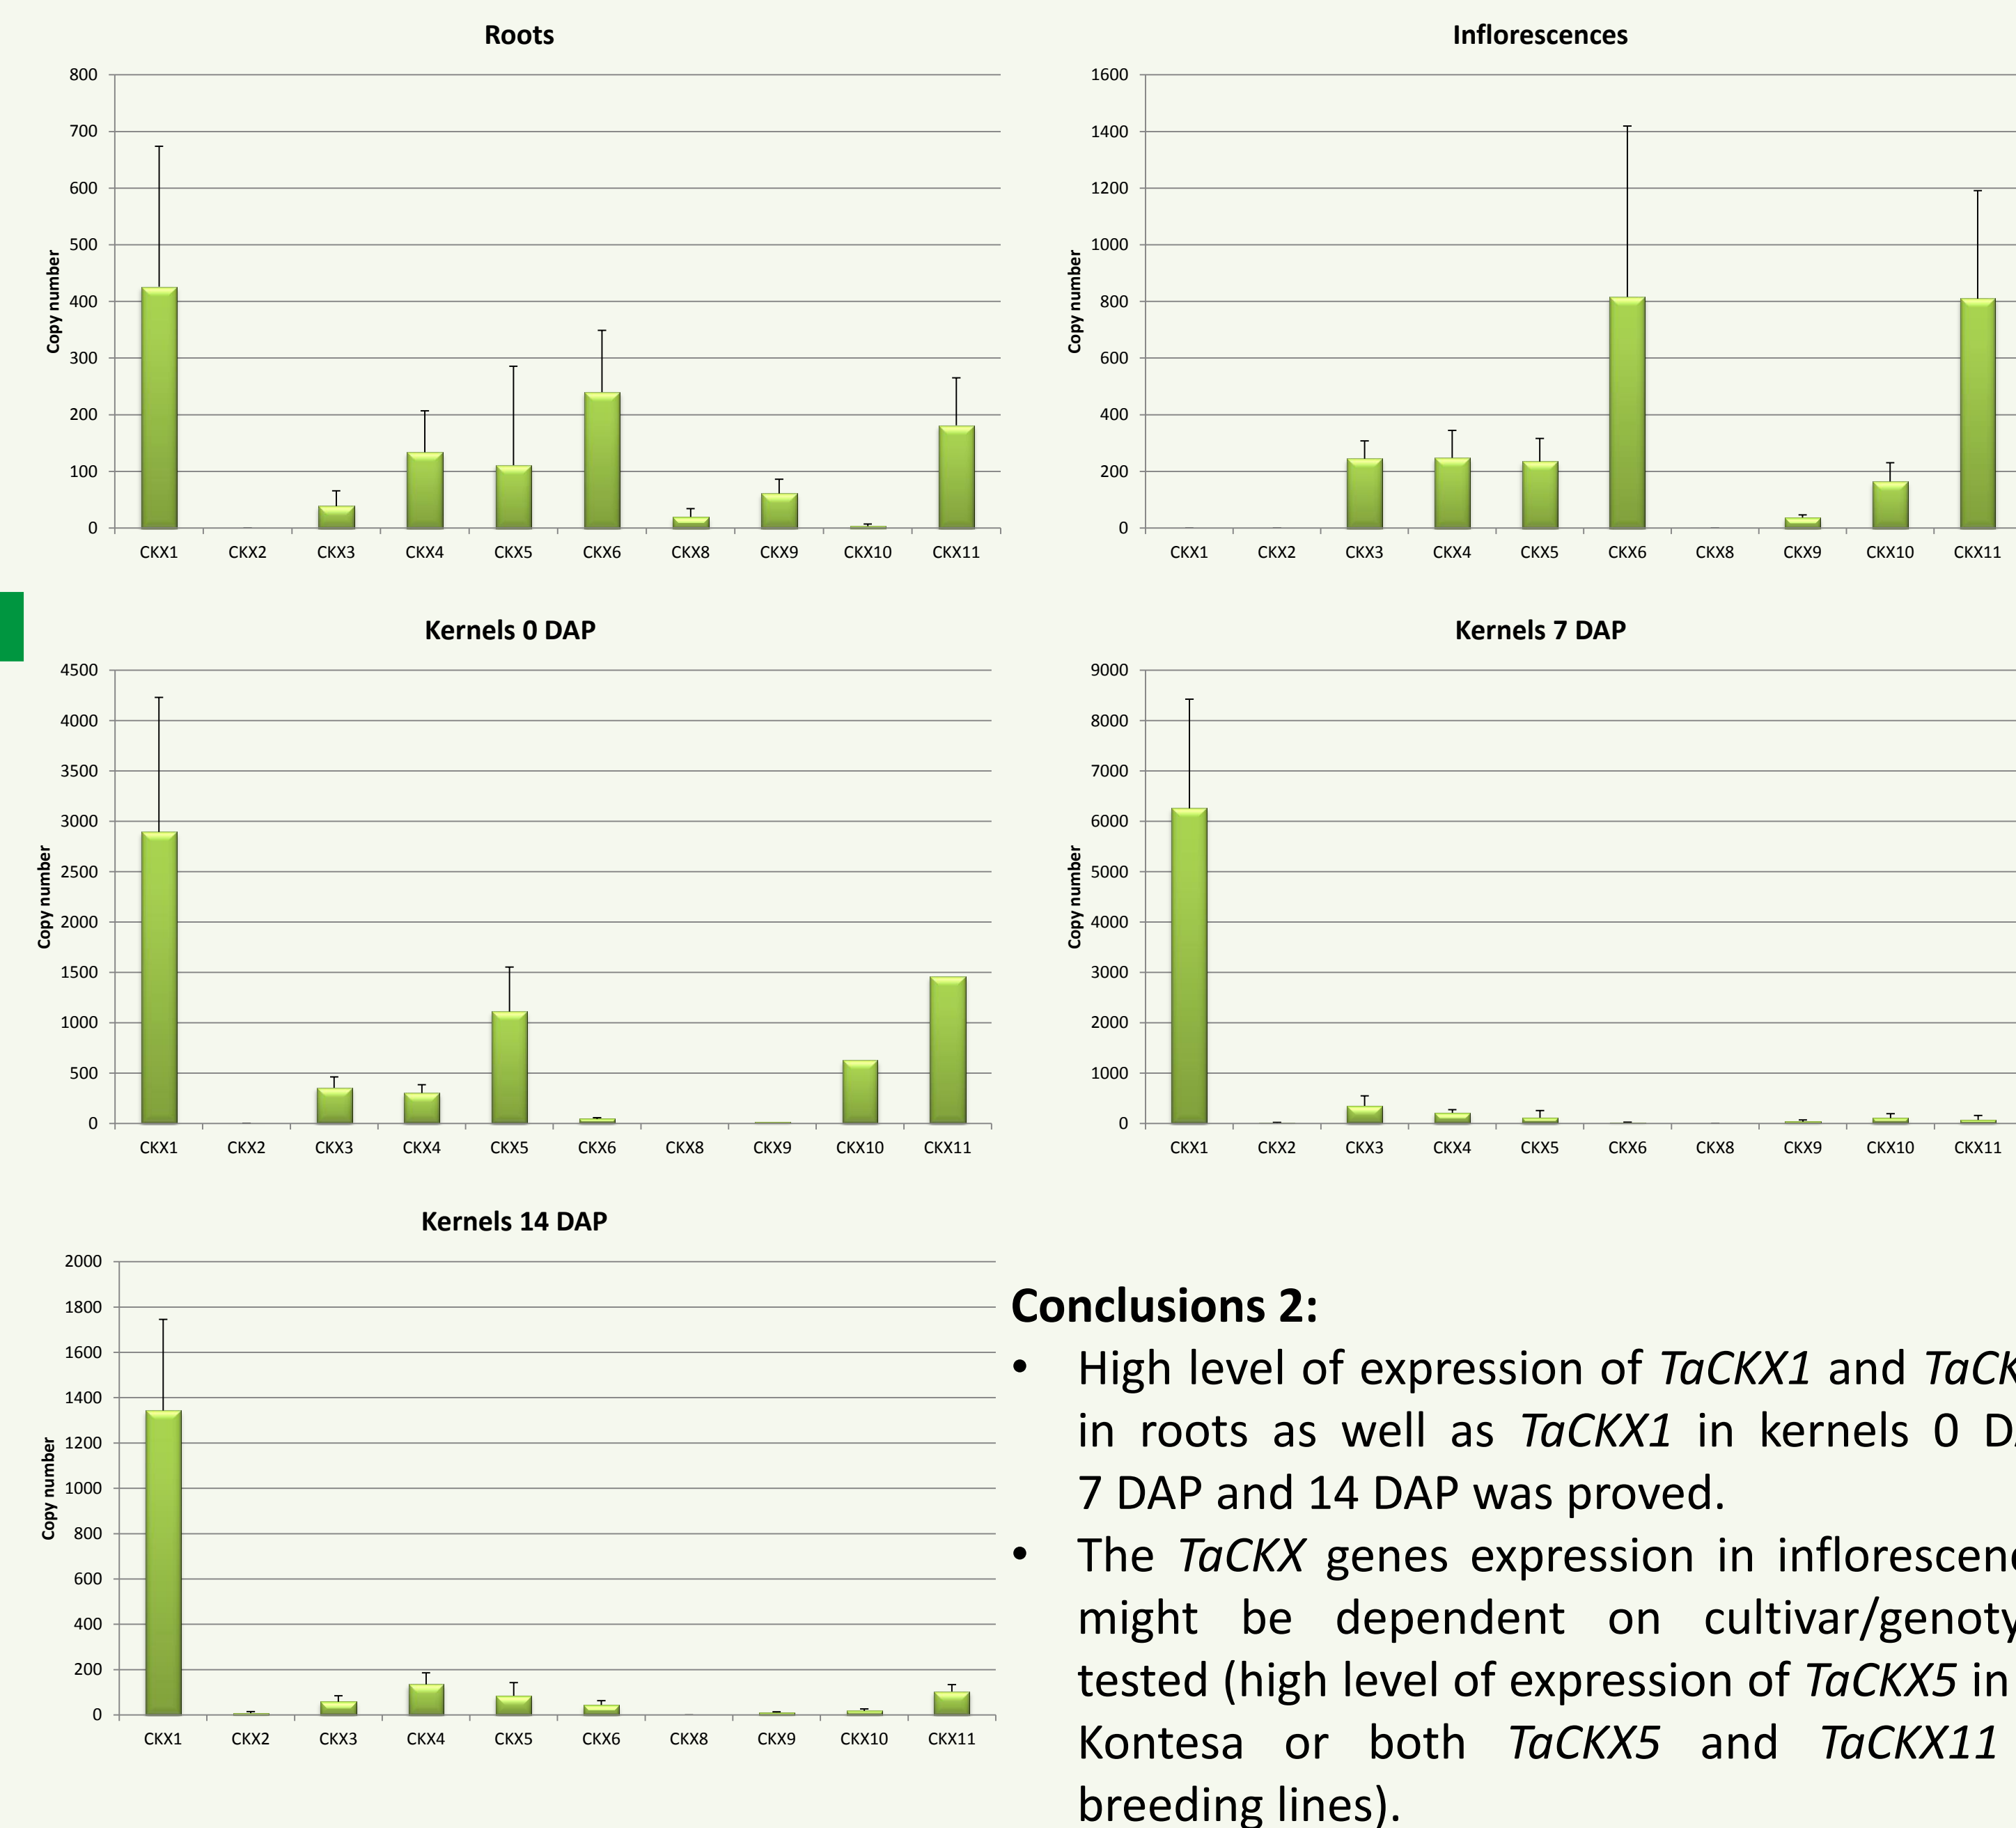 Roots
800
700
600
500
400
300
200
100
0
Copy number
CKX1 CKX2 CKX3 CKX4 CKX5 CKX6 CKX8 CKX9 CKX10 CKX11
Inflorescences
1600
1400
1200
1000
800
600
400
200
0
Copy number
CKX1 CKX2 CKX3 CKX4 CKX5 CKX6 CKX8 CKX9 CKX10 CKX11
Kernels 0 DAP
4500
4000
3500
3000
2500
2000
1500
1000
500
0
Copy number
CKX1 CKX2 CKX3 CKX4 CKX5 CKX6 CKX8 CKX9 CKX10 CKX11
Kernels 7 DAP
9000
8000
7000
6000
5000
4000
3000
2000
1000
0
Copy number
CKX1 CKX2 CKX3 CKX4 CKX5 CKX6 CKX8 CKX9 CKX10 CKX11
Kernels 14 DAP
2000
1800
1600
1400
1200
1000
800
600
400
200
0
Copy number
CKX1 CKX2 CKX3 CKX4 CKX5 CKX6 CKX8 CKX9 CKX10 CKX11
Conclusions 2:
• High level of expression of TaCKX1 and
in roots as well as TaCKX1 in kernels 0
7 DAP and 14 DAP was proved.
• The TaCKX genes expression in
might be dependent on
tested (high level of expression of TaCKX5 in
Kontesa or both TaCKX5 and TaCKX11
breeding lines).